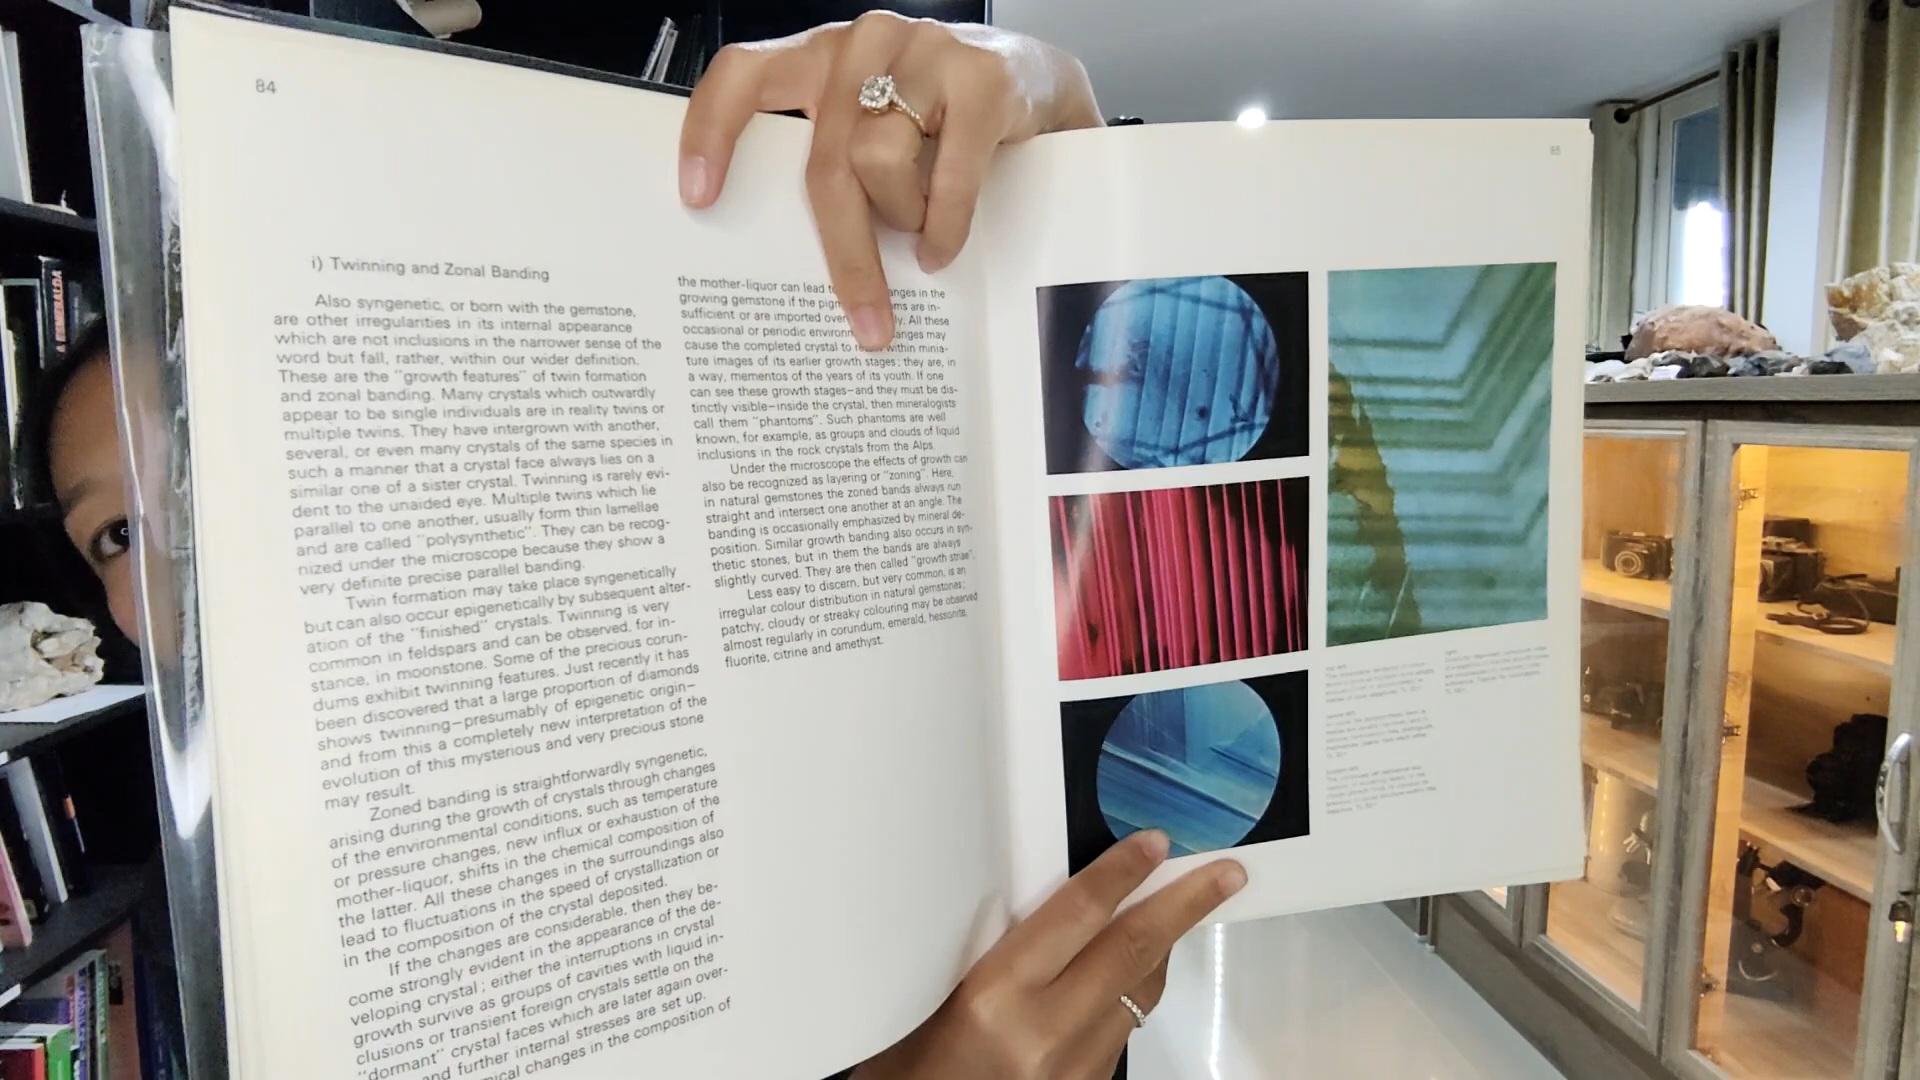 84
i) Twinning and Zonal Banding
Also syngenetic, or born with the gemstone,
are other irregularities in its internal appearance
which are not inclusions in the narrower sense of the
word but fall, rather, within our wider definition.
These are the "growth features" of twin formation
and zonal banding. Many crystals which outwardly
appear to be single individuals are in reality twins or
multiple twins. They have intergrown with another,
several, or even many crystals of the same species in
such a manner that a crystal face always lies on a
similar one of a sister crystal. Twinning is rarely evi-
dent to the unaided eye. Multiple twins which lie
parallel to one another, usually form thin lamellae
and are called "polysynthetic". They can be recog-
nized under the microscope because they show a
very definite precise parallel banding.
Twin formation may take place syngenetically
but can also occur epigenetically by subsequent alter-
ation of the "finished" crystals. Twinning is very
common in feldspars and can be observed, for in-
stance, in moonstone. Some of the precious corun-
dums exhibit twinning features. Just recently it has
been discovered that a large proportion of diamonds
shows twinning—presumably of epigenetic origin—
and from this a completely new interpretation of the
evolution of this mysterious and very precious stone
may result.
Zoned banding is straightforwardly syngenetic,
arising during the growth of crystals through changes
of the environmental conditions, such as temperature
or pressure changes, new influx or exhaustion of the
mother-liquor, shifts in the chemical composition of
the latter. All these changes in the surroundings also
lead to fluctuations in the speed of crystallization or
in the composition of the crystal deposited.
If the changes are considerable, then they be-
come strongly evident in the appearance of the de-
veloping crystal; either the interruptions in crystal
growth survive as groups of cavities with liquid in-
clusions or transient foreign crystals settle on the
"dormant" crystal faces which are later again over-
and further internal stresses are set up.
mical changes in the composition of
the mother-liquor can lead to anges in the
growing gemstone if the pigm ms are in-
sufficient or are imported over ly. All these
occasional or periodic environ anges may
cause the completed crystal to within minia-
ture images of its earlier growth stages; they are, in
a way, mementos of the years of its youth. If one
can see these growth stages—and they must be dis-
tinctly visible—inside the crystal, then mineralogists
call them "phantoms". Such phantoms are well
known, for example, as groups and clouds of liquid
inclusions in the rock crystals from the Alps.
Under the microscope the effects of growth can
also be recognized as layering or "zoning". Here,
in natural gemstones the zoned bands always run
straight and intersect one another at an angle. The
banding is occasionally emphasized by mineral de-
position. Similar growth banding also occurs in syn-
thetic stones, but in them the bands are always
slightly curved. They are then called "growth striae".
Less easy to discern, but very common, is an
irregular colour distribution in natural gemstones;
patchy, cloudy or streaky colouring may be observed
almost regularly in corundum, emerald, hessonite,
fluorite, citrine and amethyst.